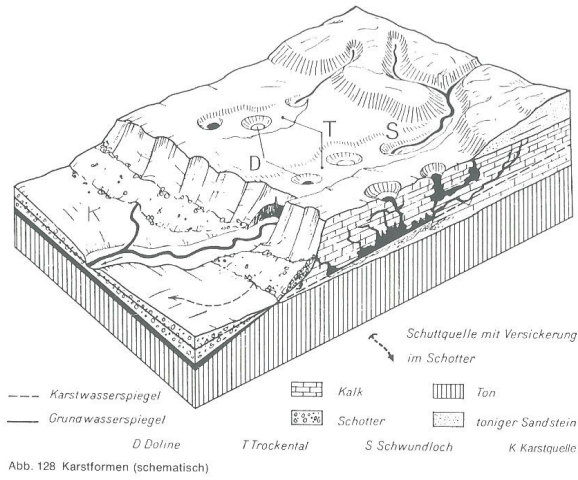 T
S
D
K
Schuttquelle mit Versickerung
im Schotter
Karstwasserspiegel
Kalk
Ton
Grundwasserspiegel
Schotter
toniger Sandstein
D Doline T Trockental S Schwundloch K Karstquelle
Abb. 128 Karstformen (schematisch)